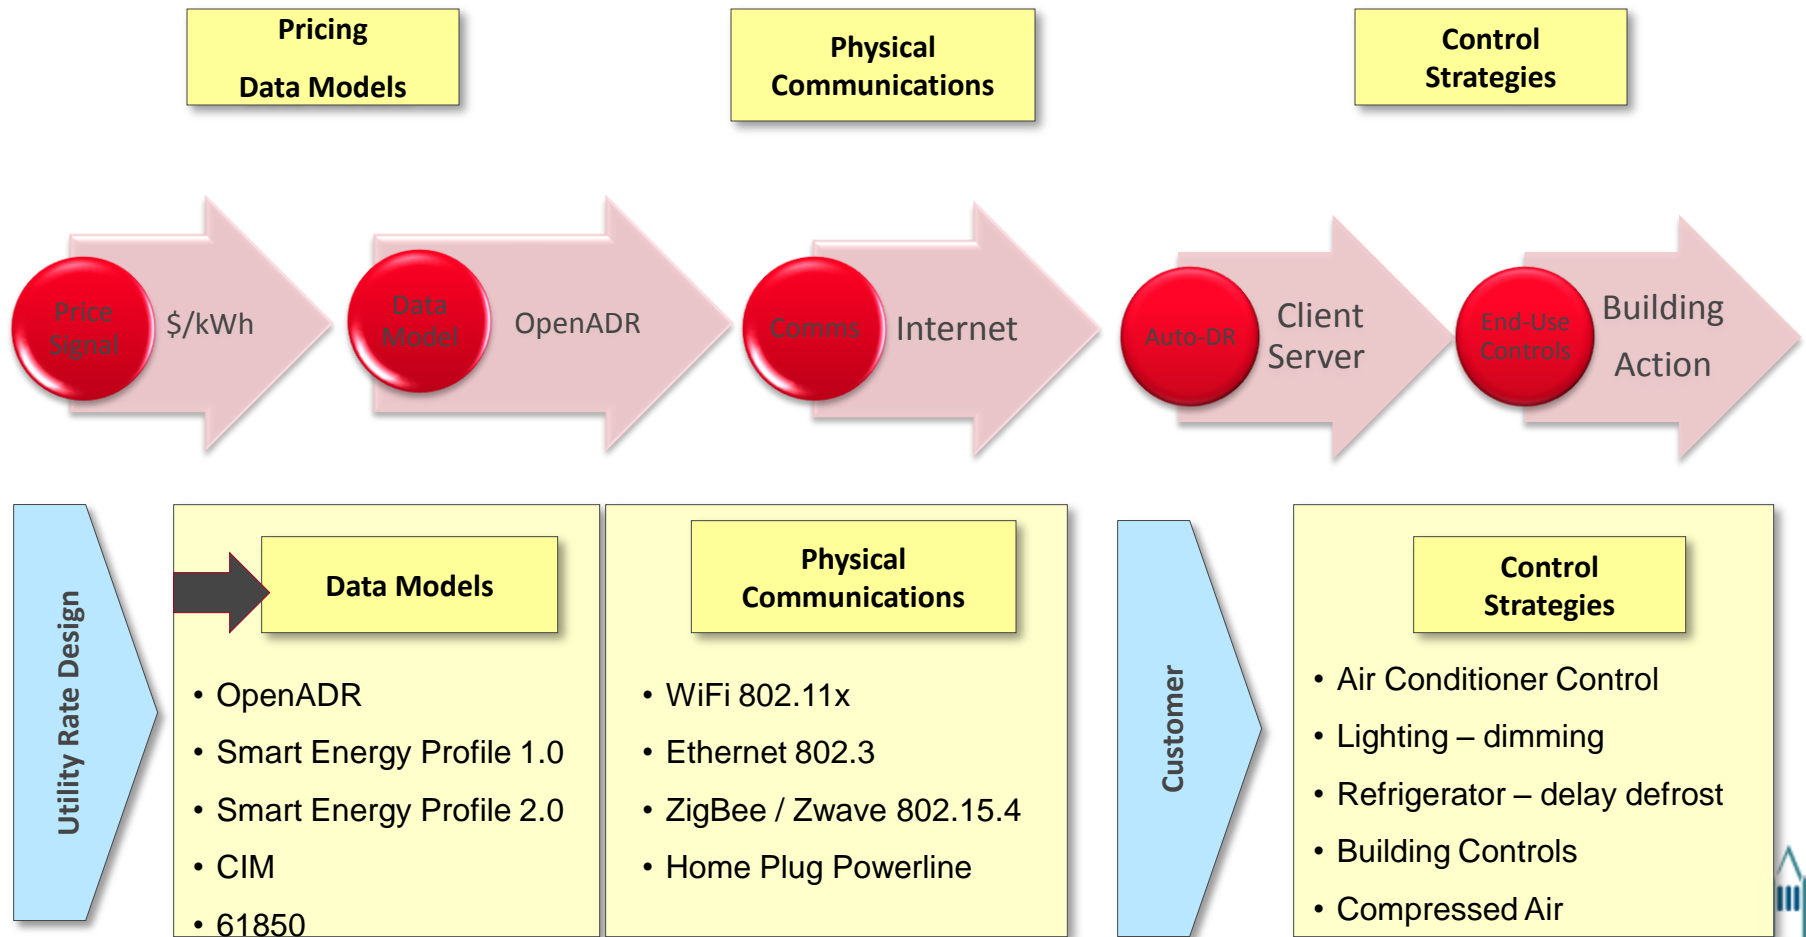 Pricing
Data Models
Physical
Communications
Control
Strategies
Price
Signal
$/kWh
Data
Model
OpenADR
Comms
Internet
Auto-DR
Client
Server
End-Use
Controls
Building
Action
Utility Rate Design
Data Models
• OpenADR
• Smart Energy Profile 1.0
• Smart Energy Profile 2.0
• CIM
• 61850
Physical
Communications
• WiFi 802.11x
• Ethernet 802.3
• ZigBee / Zwave 802.15.4
• Home Plug Powerline
Customer
Control
Strategies
• Air Conditioner Control
• Lighting – dimming
• Refrigerator – delay defrost
• Building Controls
• Compressed Air